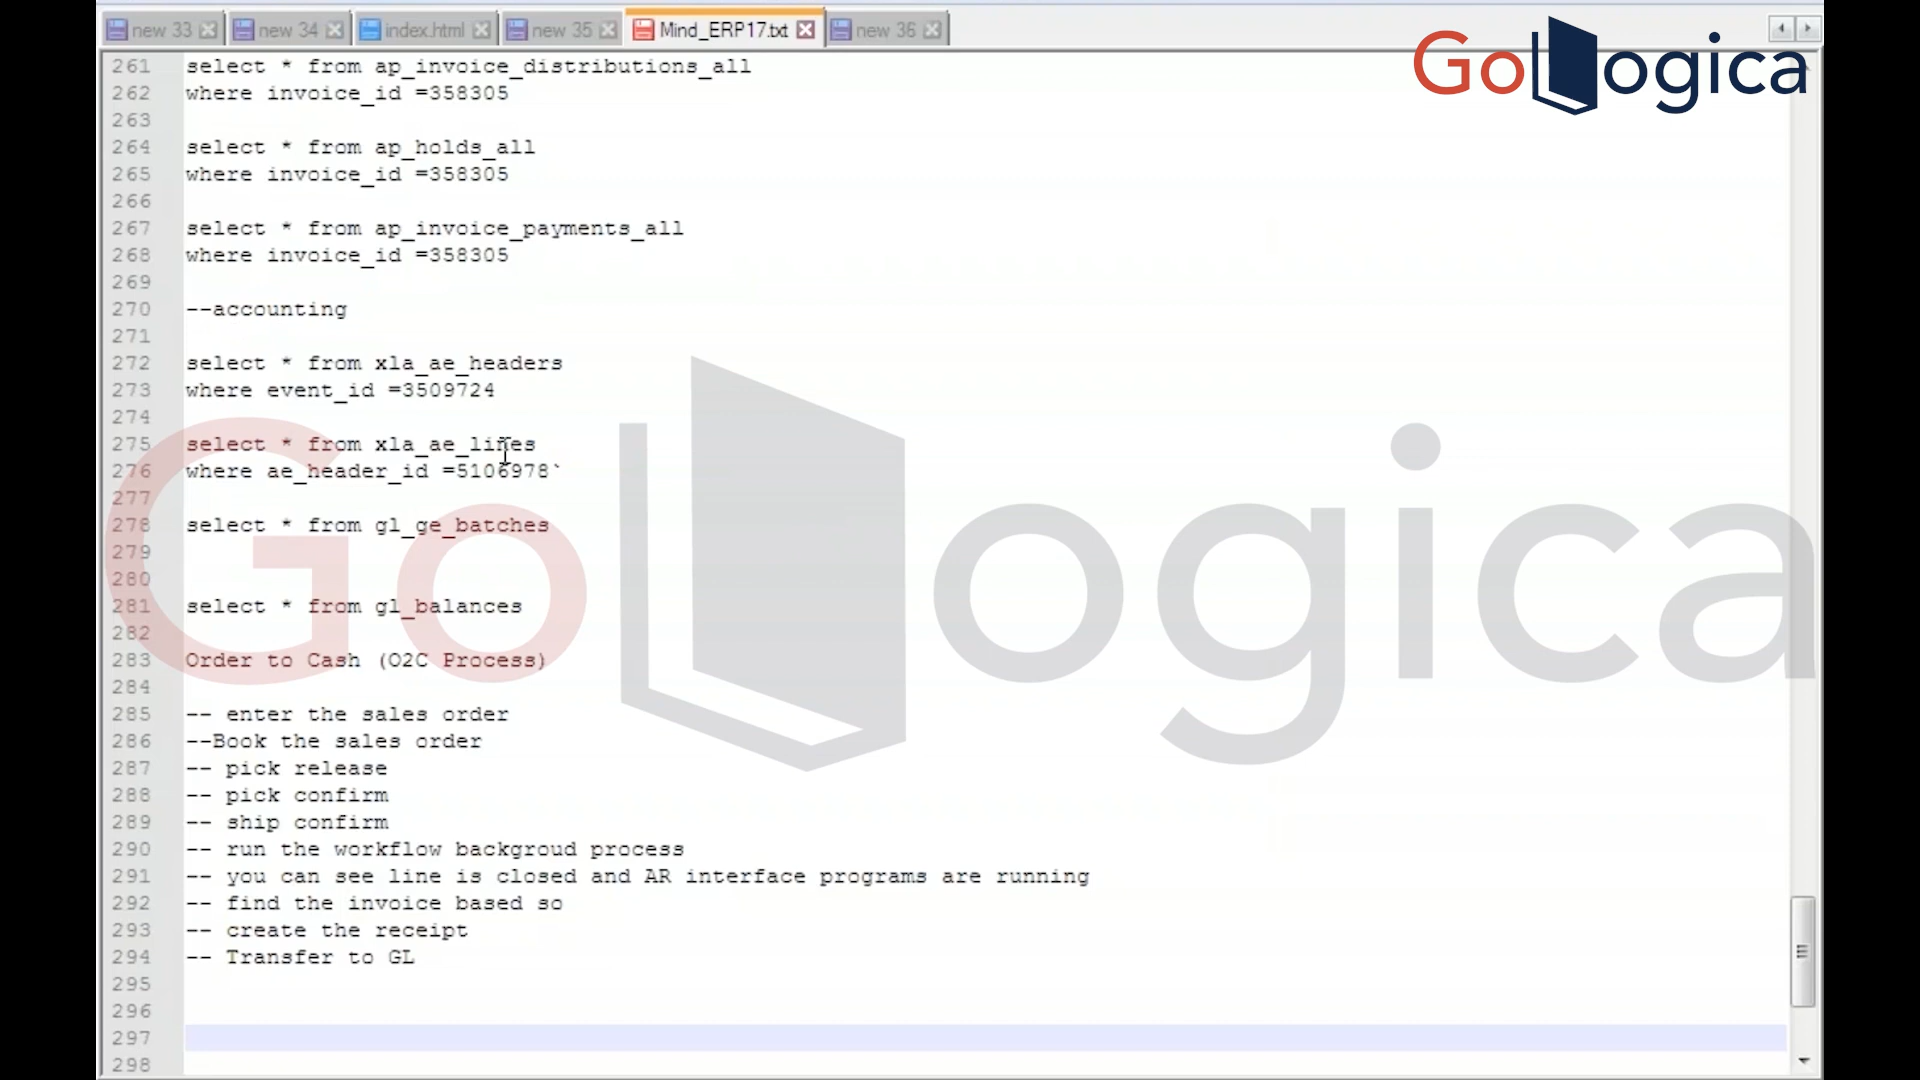 new 33 new 34 index.html new 35 Mind_ERP17.txt new 36
GoLogica
261 select * from ap_invoice_distributions_all
262 where invoice_id =358305
263
264 select * from ap_holds_all
265 where invoice_id =358305
266
267 select * from ap_invoice_payments_all
268 where invoice_id =358305
269
270 --accounting
271
272 select * from xla_ae_headers
273 where event_id =3509724
274
275 select * from xla_ae_lines
276 where ae_header_id =5106978`
277
278 select * from gl_ge_batches
279
280
281 select * from gl_balances
282
283 Order to Cash (O2C Process)
284
285 -- enter the sales order
286 --Book the sales order
287 -- pick release
288 -- pick confirm
289 -- ship confirm
290 -- run the workflow backgroud process
291 -- you can see line is closed and AR interface programs are running
292 -- find the invoice based so
293 -- create the receipt
294 -- Transfer to GL
295
296
297
298
GoLogica